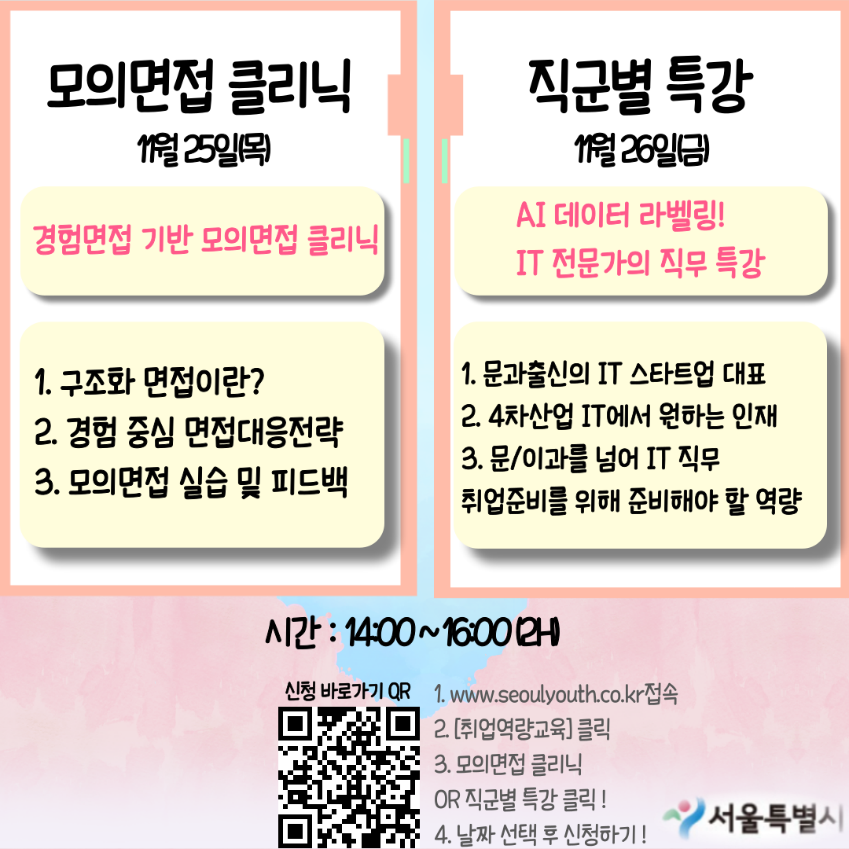 모의면접 클리닉
11월 25일(목)
경험면접 기반 모의면접 클리닉
1. 구조화 면접이란?
2. 경험 중심 면접대응전략
3. 모의면접 실습 및 피드백
직군별 특강
11월 26일(금)
AI 데이터 라벨링!
IT 전문가의 직무 특강
1. 문과출신의 IT 스타트업 대표
2. 4차산업 IT에서 원하는 인재
3. 문/이과를 넘어 IT 직무
취업준비를 위해 준비해야 할 역량
시간 : 14:00 ~ 16:00 (2H)
신청 바로가기 QR
1. www.seoulyouth.co.kr접속
2. [취업역량교육] 클릭
3. 모의면접 클리닉
OR 직군별 특강 클릭 !
4. 날짜 선택 후 신청하기 !
서울특별시